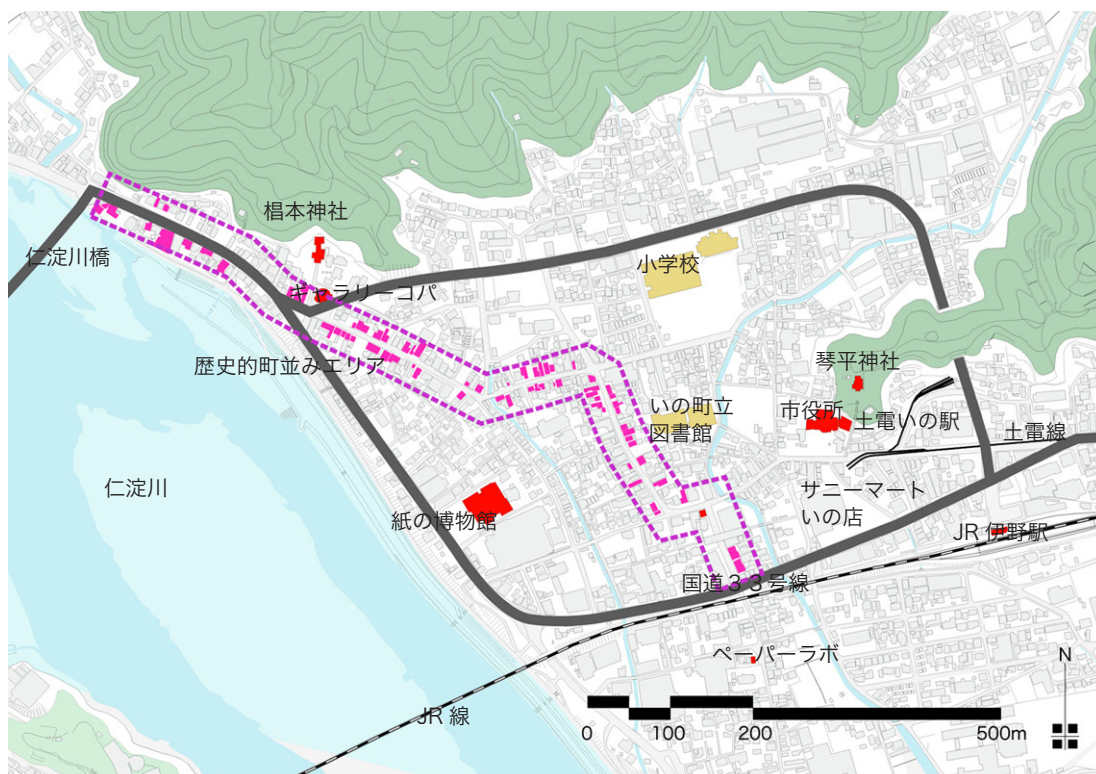 椙本神社
仁淀川橋
ギャラリーコパ
小学校
歴史的町並みエリア
琴平神社
いの町立
図書館
市役所
土電いの駅
土電線
仁淀川
紙の博物館
サニーマート
いの店
JR 伊野駅
国道33号線
ペーパーラボ
JR 線
N
0 100 200 500m